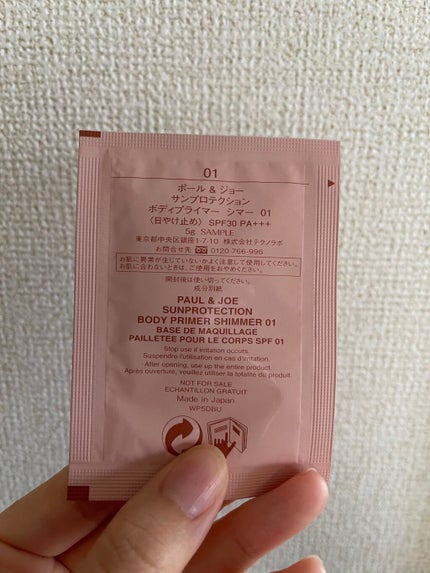 01
ポール & ジョー
サンプロテクション
ボディプライマー シマー 01
〈日やけ止め〉 SPF30 PA+++
5g SAMPLE
東京都中央区銀座1-7-10 株式会社テクノラボ
お問合せ先 0120-766-996
お肌に異常が生じていないかよく注意して使用してください。
お肌に合わないときは、ご使用をおやめください。
開封後は使い切ってください。
成分別紙
PAUL & JOE
SUNPROTECTION
BODY PRIMER SHIMMER 01
BASE DE MAQUILLAGE
PAILLETEE POUR LE CORPS SPF 01
Stop use if irritation occurs.
Suspendre l'utilisation en cas d'irritation.
After opening, use up the entire product.
Après ouverture, veuillez utiliser la totalité du produit.
NOT FOR SALE
ECHANTILLON GRATUIT
Made in Japan
WPSDBU